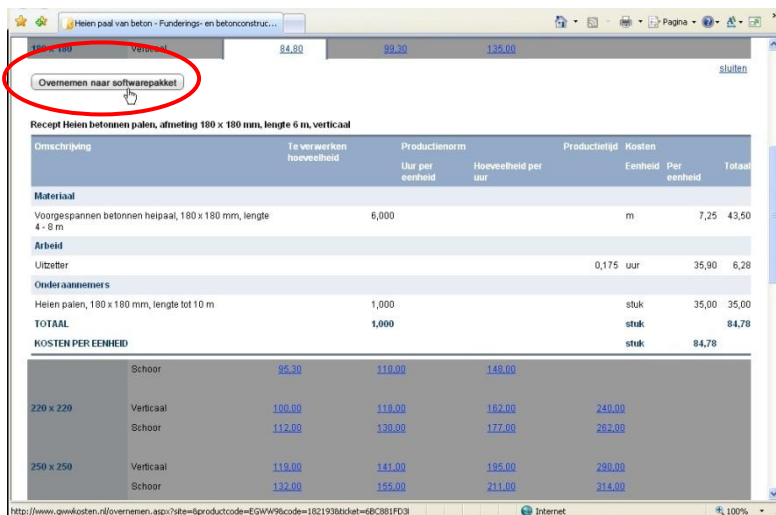 Heien paal van beton - Funderings- en betonconstruc...
Pagina
180 x 180 Verticaal 84,80 99,30 135,00
sluiten
Overnemen naar softwarepakket
Recept Heien betonnen palen, afmeting 180 x 180 mm, lengte 6 m, verticaal
Omschrijving Te verwerken hoeveelheid Productienorm Productietijd Kosten
Uur per eenheid Hoeveelheid per uur Eenheid Per eenheid Totaal
Materiaal
Voorgespannen betonnen heipaal, 180 x 180 mm, lengte 6,000 m 7,25 43,50
4 - 8 m
Arbeid
Uitzetter 0,175 uur 35,90 6,28
Onderaannemers
Heien palen, 180 x 180 mm, lengte tot 10 m 1,000 stuk 35,00 35,00
TOTAAL 1,000 stuk 84,78
KOSTEN PER EENHEID stuk 84,78
Schoor 95,30 110,00 148,00
220 x 220 Verticaal 100,00 118,00 162,00 240,00
Schoor 112,00 130,00 177,00 262,00
250 x 250 Verticaal 119,00 141,00 195,00 290,00
Schoor 132,00 155,00 211,00 314,00
http://www.gwwkosten.nl/overnemen.aspx?site=&productcode=EGWW9&code=182193&ticket=6BC881FD3I Internet 100%